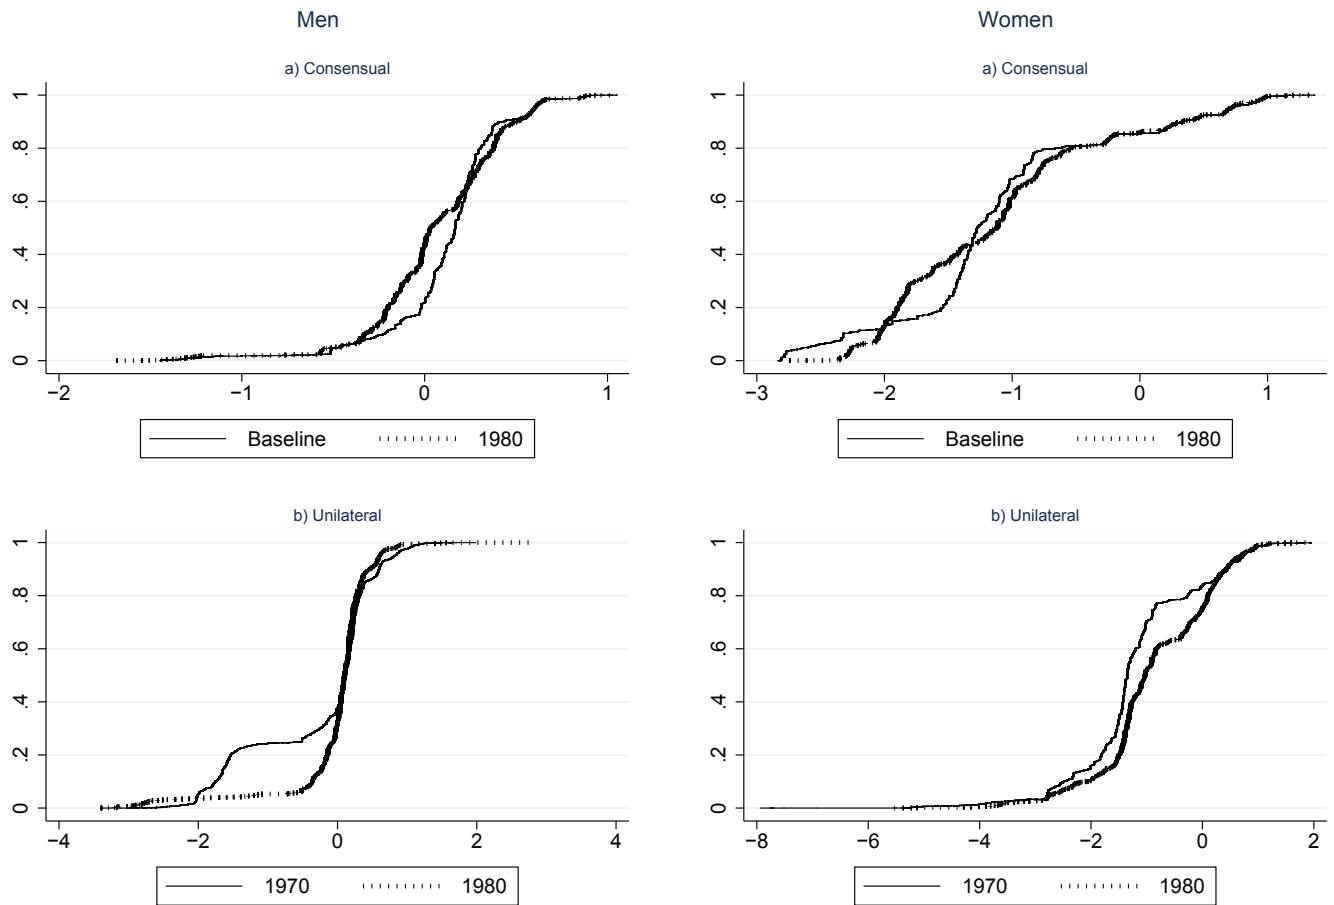 Men
Women
a) Consensual
a) Consensual
0 .2 .4 .6 .8 1
0 .2 .4 .6 .8 1
−2 −1 0 1
−3 −2 −1 0 1
Baseline 1980
Baseline 1980
b) Unilateral
b) Unilateral
0 .2 .4 .6 .8 1
0 .2 .4 .6 .8 1
−4 −2 0 2 4
−8 −6 −4 −2 0 2
1970 1980
1970 1980